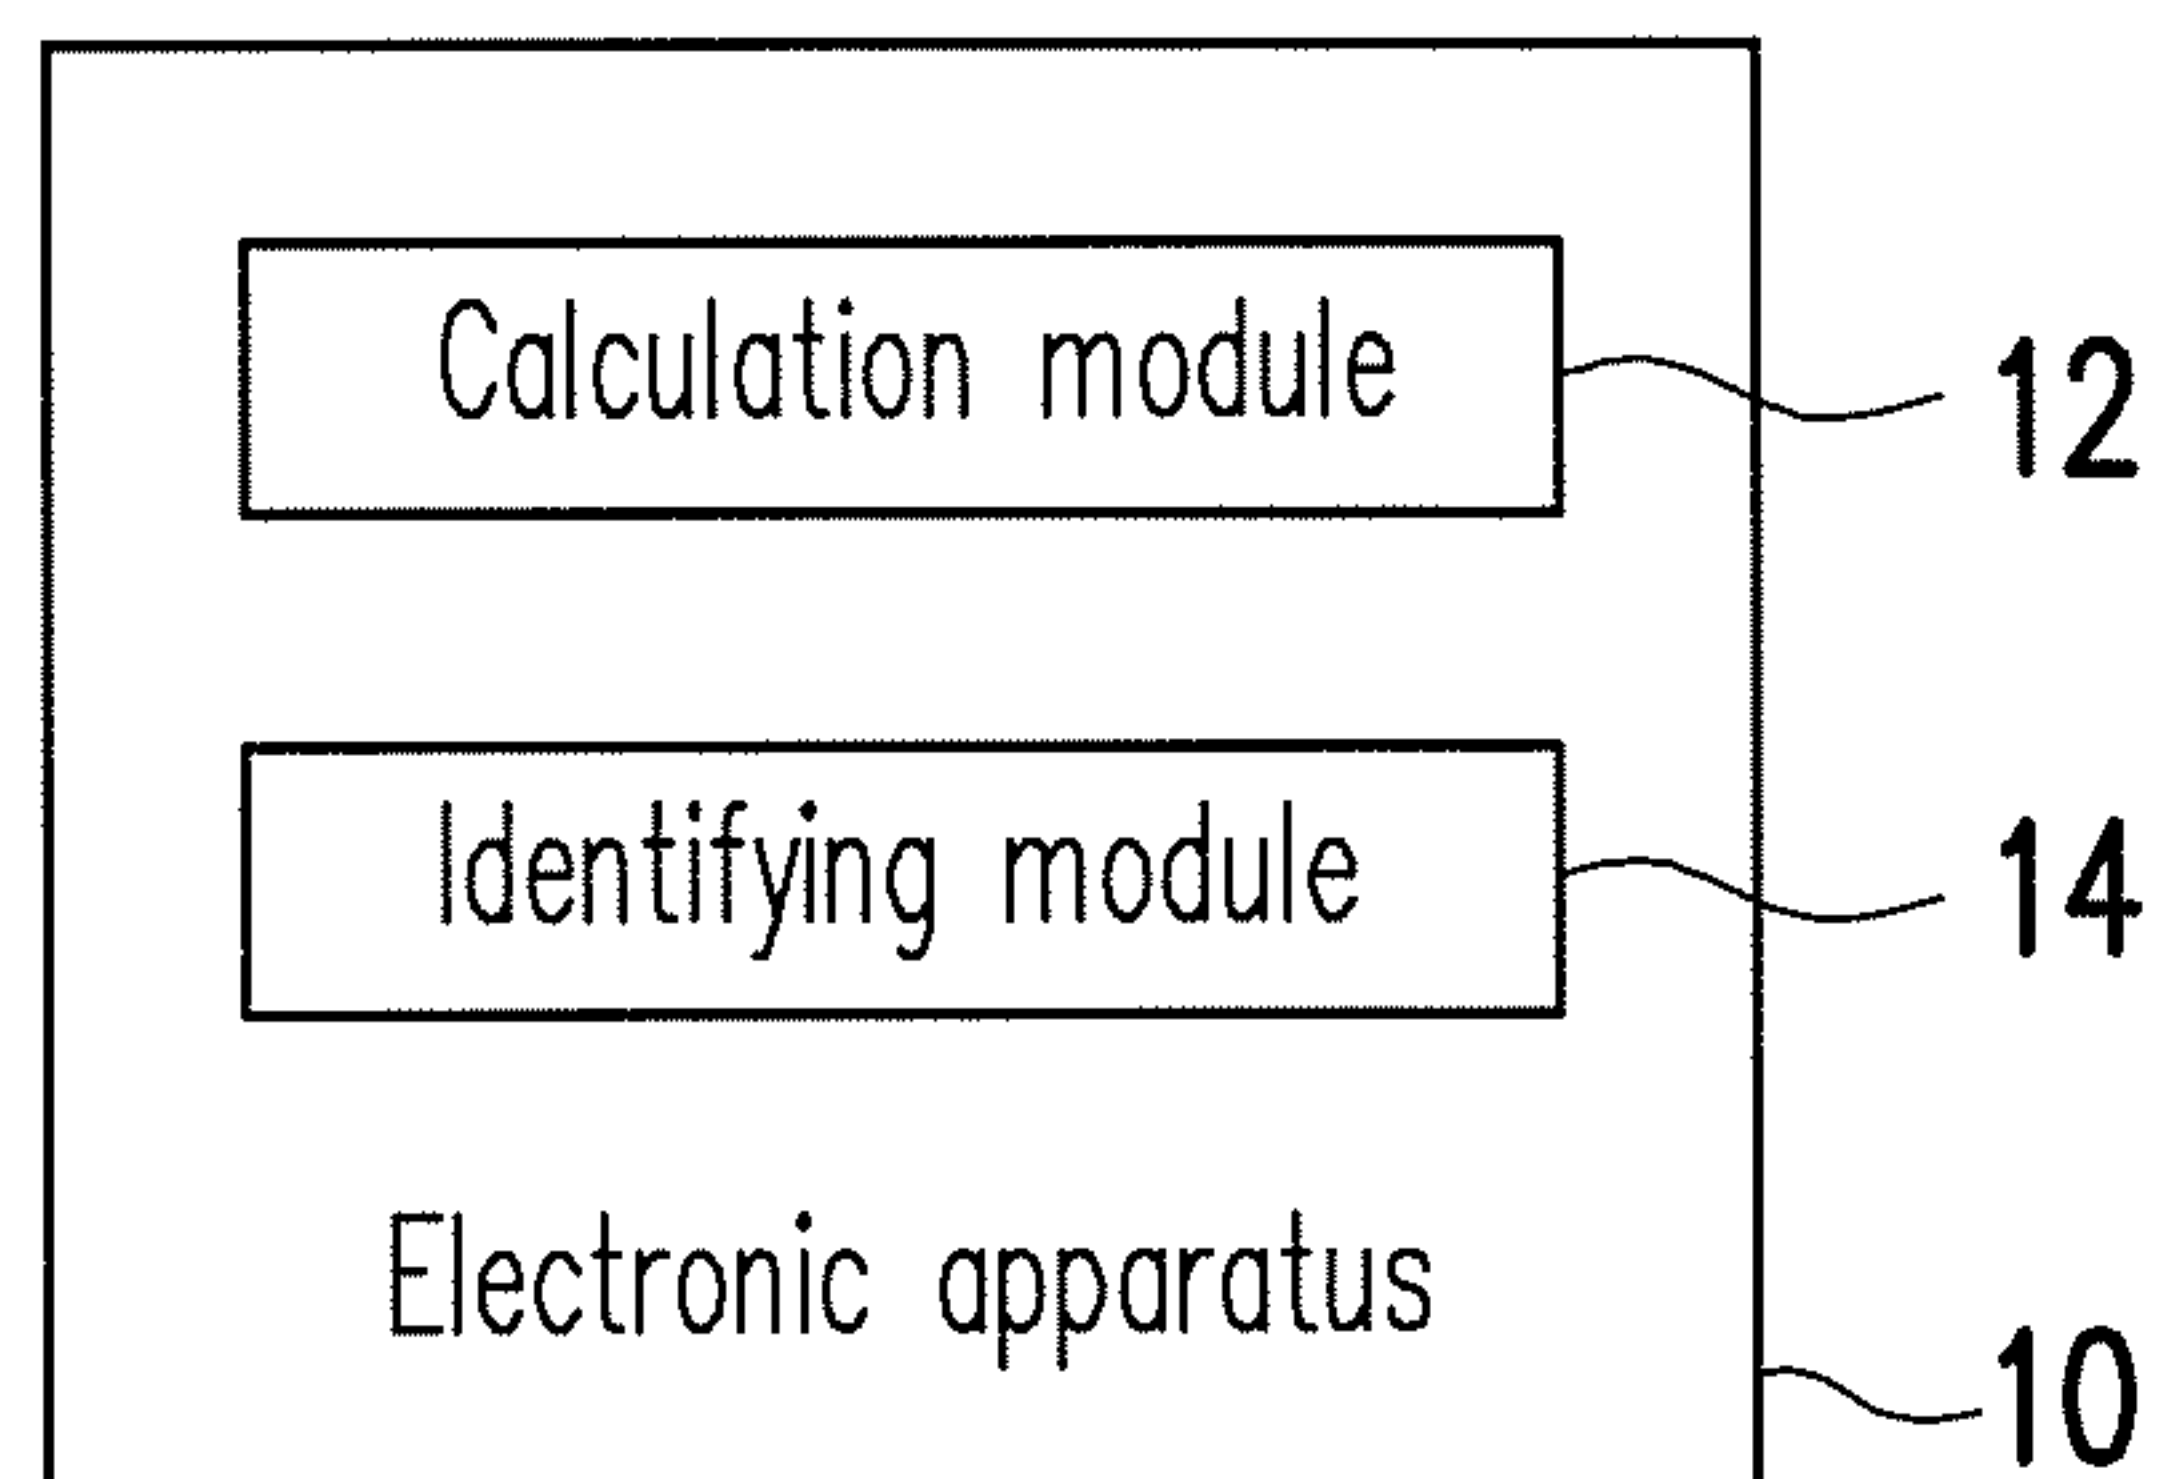 Calculation module
12
Identifying module
14
Electronic apparatus
10